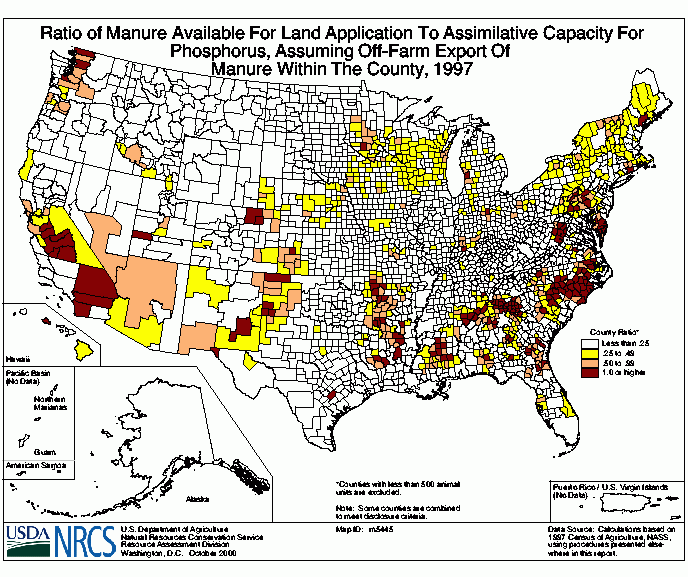 Ratio of Manure Available For Land Application To Assimilative Capacity For
Phosphorus, Assuming Off-Farm Export Of
Manure Within The County, 1997
County Ratio*
Less than .25
.25 to .49
.50 to .99
1.0 or higher
Hawaii
Pacific Basin
(No Data)
Northern
Marianas
Guam
American Samoa
Alaska
*Counties with less than 500 animal
units are excluded.
Note: Some counties are combined
to meet disclosure criteria.
Map ID: m5445
Puerto Rico / U.S. Virgin Islands
(No Data)
USDA NRCS
U.S. Department of Agriculture
Natural Resources Conservation Service
Resource Assessment Division
Washington, D.C. October 2000
Data Source: Calculations based on
1997 Census of Agriculture, NASS,
using procedures presented else-
where in this report.